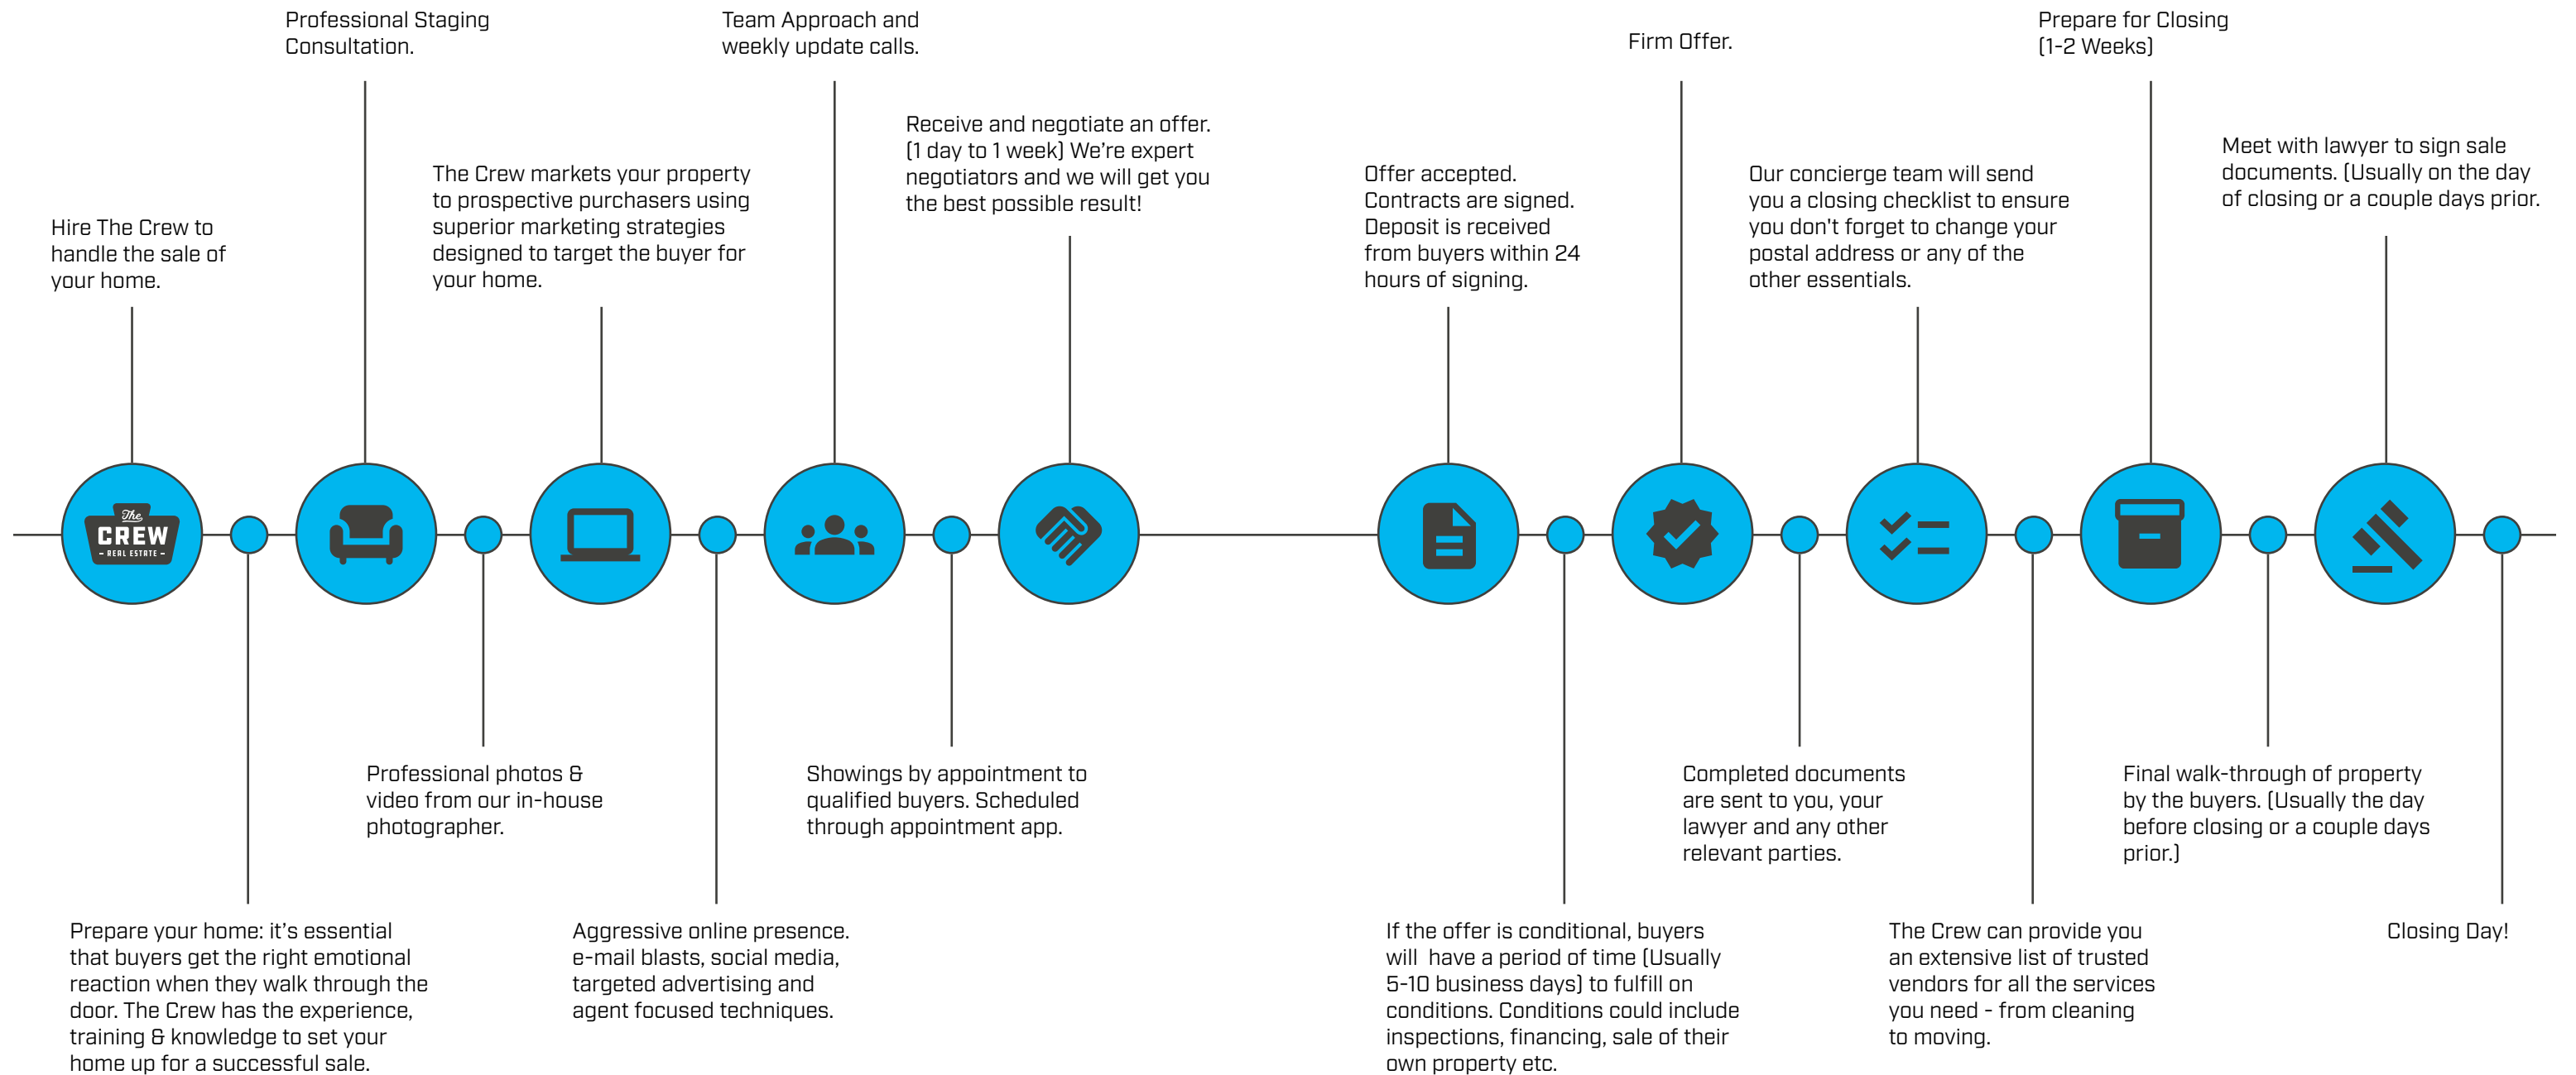 Hire The Crew to
handle the sale of
your home.
The
CREW
- REAL ESTATE -
Prepare your home: it's essential
that buyers get the right emotional
reaction when they walk through the
door. The Crew has the experience,
training & knowledge to set your
home up for a successful sale.
Professional Staging
Consultation.
Professional photos &
video from our in-house
photographer.
The Crew markets your property
to prospective purchasers using
superior marketing strategies
designed to target the buyer for
your home.
Aggressive online presence.
e-mail blasts, social media,
targeted advertising and
agent focused techniques.
Team Approach and
weekly update calls.
Showings by appointment to
qualified buyers. Scheduled
through appointment app.
Receive and negotiate an offer.
(1 day to 1 week) We're expert
negotiators and we will get you
the best possible result!
Offer accepted.
Contracts are signed.
Deposit is received
from buyers within 24
hours of signing.
If the offer is conditional, buyers
will  have a period of time (Usually
5-10 business days) to fulfill on
conditions. Conditions could include
inspections, financing, sale of their
own property etc.
Firm Offer.
Completed documents
are sent to you, your
lawyer and any other
relevant parties.
Our concierge team will send
you a closing checklist to ensure
you don't forget to change your
postal address or any of the
other essentials.
The Crew can provide you
an extensive list of trusted
vendors for all the services
you need - from cleaning
to moving.
Prepare for Closing
(1-2 Weeks)
Final walk-through of property
by the buyers. (Usually the day
before closing or a couple days
prior.)
Meet with lawyer to sign sale
documents. (Usually on the day
of closing or a couple days prior.
Closing Day!